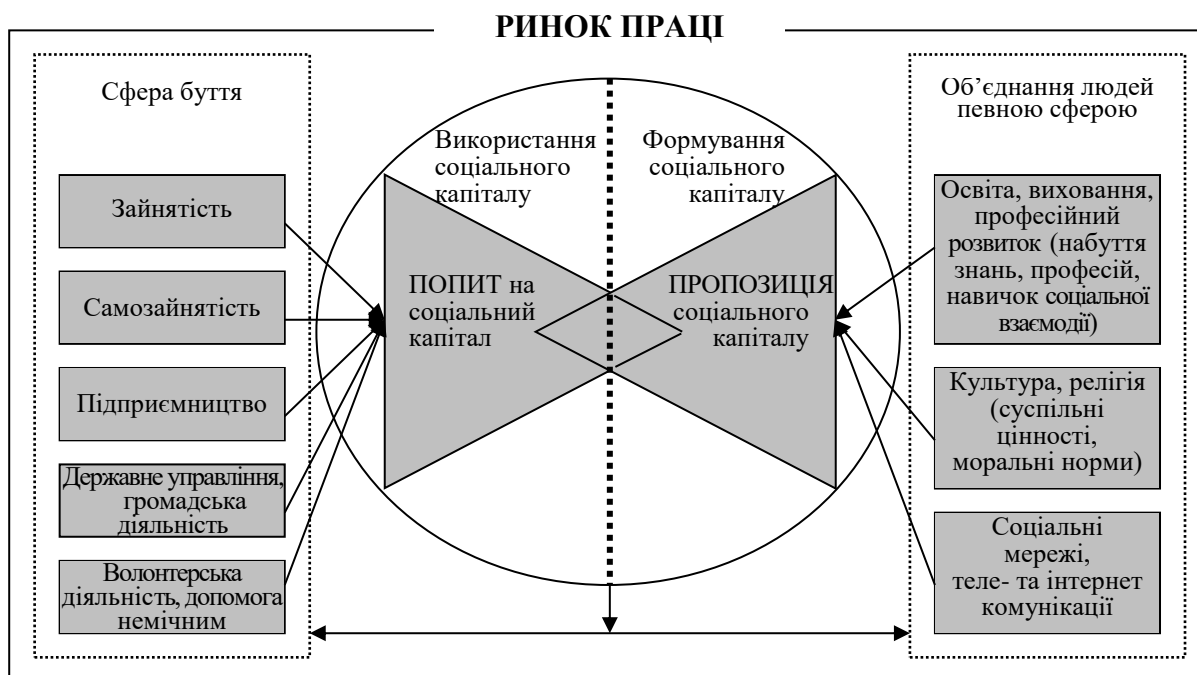 РИНОК ПРАЦІ
Сфера буття
Зайнятість
Самозайнятість
Підприємництво
Державне управління,
громадська
діяльність
Волонтерська
діяльність, допомога
немічним
Використання
соціального
капіталу
ПОПИТ на
соціальний
капітал
Формування
соціального
капіталу
ПРОПОЗИЦІЯ
соціального
капіталу
Об’єднання людей
певною сферою
Освіта, виховання,
професійний
розвиток (набуття
знань, професій,
навичок соціальної
взаємодії)
Культура, релігія
(суспільні
цінності,
моральні норми)
Соціальні
мережі,
теле- та інтернет
комунікації